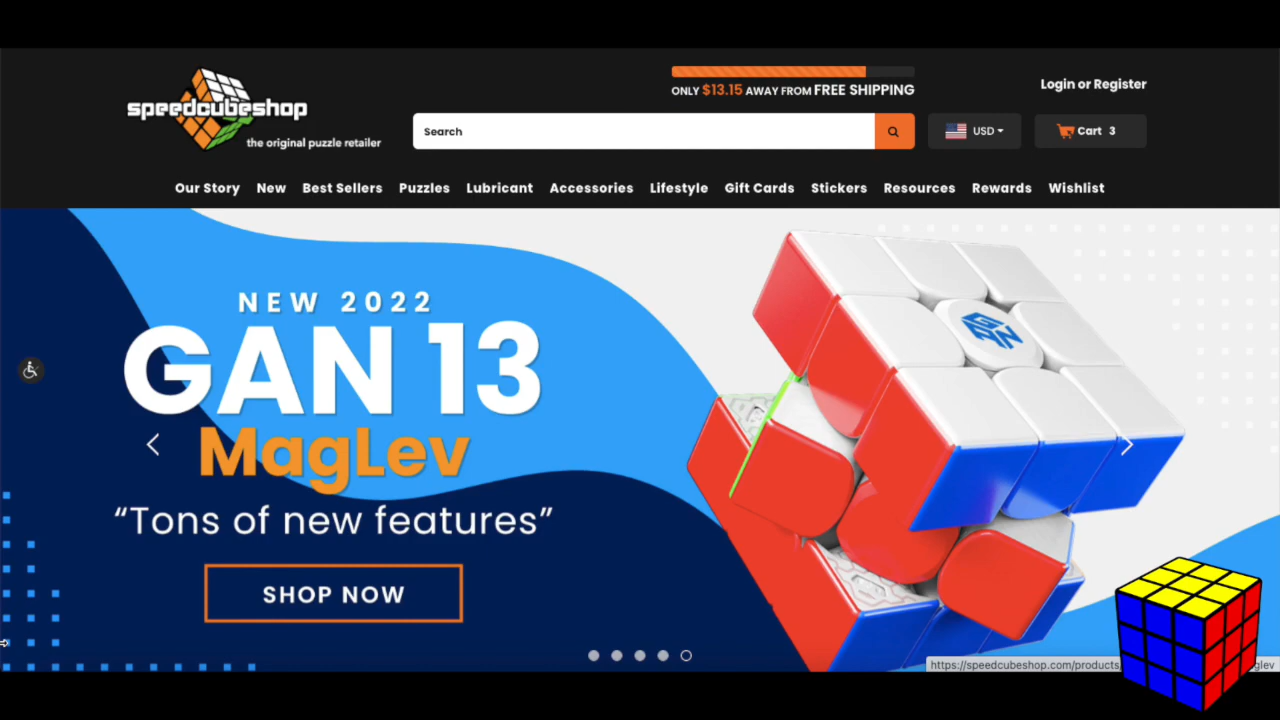 speedcubeshop
the original puzzle retailer
ONLY $13.15 AWAY FROM FREE SHIPPING
Login or Register
Search
USD
Cart 3
Our Story New Best Sellers Puzzles Lubricant Accessories Lifestyle Gift Cards Stickers Resources Rewards Wishlist
NEW 2022
GAN 13
MagLev
“Tons of new features”
SHOP NOW
GAN
https://speedcubeshop.com/products/
glev